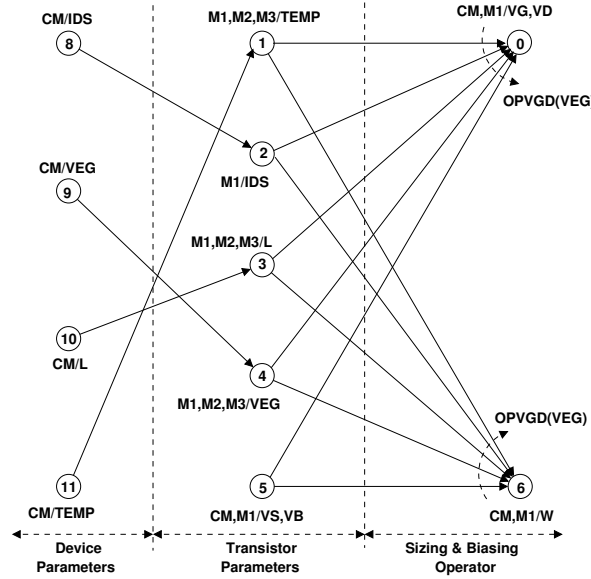 CM/IDS
8
M1,M2,M3/TEMP
1
CM,M1/VG,VD
0
OPVGD(VEG
2
M1/IDS
CM/VEG
9
M1,M2,M3/L
3
10
CM/L
4
M1,M2,M3/VEG
OPVGD(VEG)
11
CM/TEMP
5
CM,M1/VS,VB
6
CM,M1/W
Device
Parameters
Transistor
Parameters
Sizing & Biasing
Operator